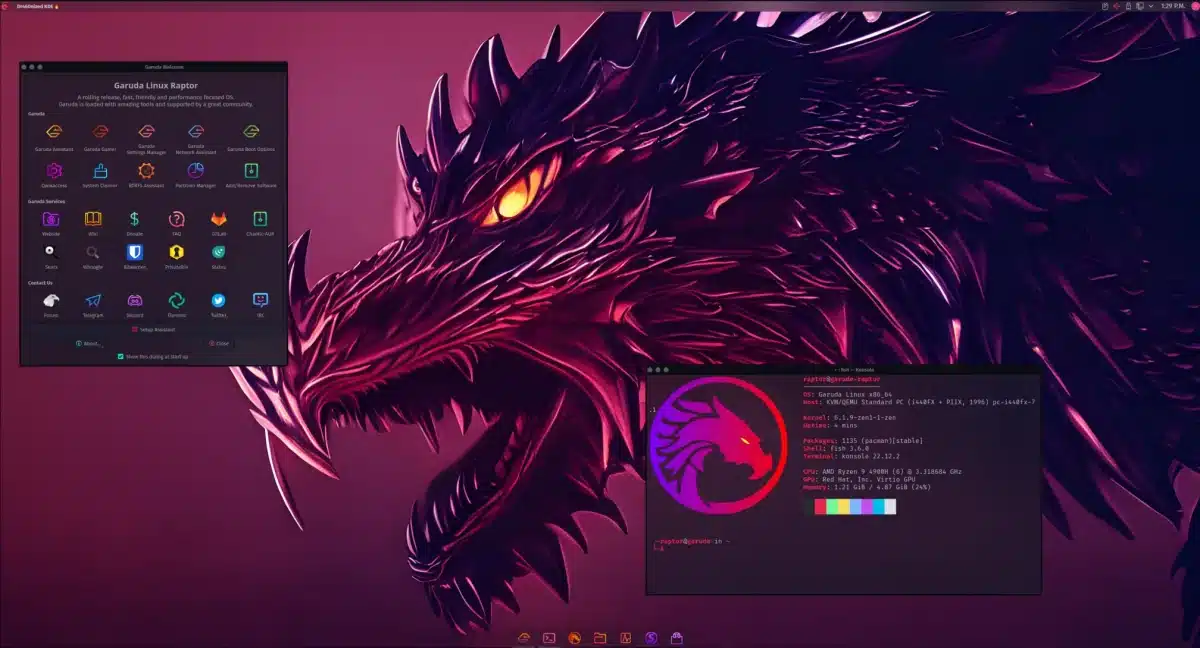 Dr460nized KDE
1:29 P.M.
Garuda Welcome
Garuda Linux Raptor
A rolling release, fast, friendly and performance focused OS.
Garuda is loaded with amazing tools and supported by a great community.
Garuda
Garuda Assistant
Garuda Gamer
Garuda
Settings Manager
Garuda
Network Assistant
Garuda Boot Options
System Cleaner
BTRFS Assistant
Partition Manager
Add/Remove Software
Garuda Services
Website
Wiki
Donate
FAQ
GitLab
Chaotic-AUR
Searx
Whoogle
Bitwarden
PrivateBin
Status
Contact Us
Forum
Telegram
Discord
Element
Twitter
IRC
Setup Assistant
About...
Close
Show this dialog at start up
~ : fish — Konsole
raptor@garuda-raptor
OS: Garuda Linux x86_64
Host: KVM/QEMU Standard PC (i440FX + PIIX, 1996) pc-i440fx-7
Kernel: 6.1.9-zen1-1-zen
Uptime: 4 mins
Packages: 1135 (pacman)[stable]
Shell: fish 3.6.0
Terminal: konsole 22.12.2
CPU: AMD Ryzen 9 4900H (6) @ 3.318684 GHz
GPU: Red Hat, Inc. Virtio GPU
Memory: 1.21 GiB / 4.87 GiB (24%)
raptor@garuda in ~